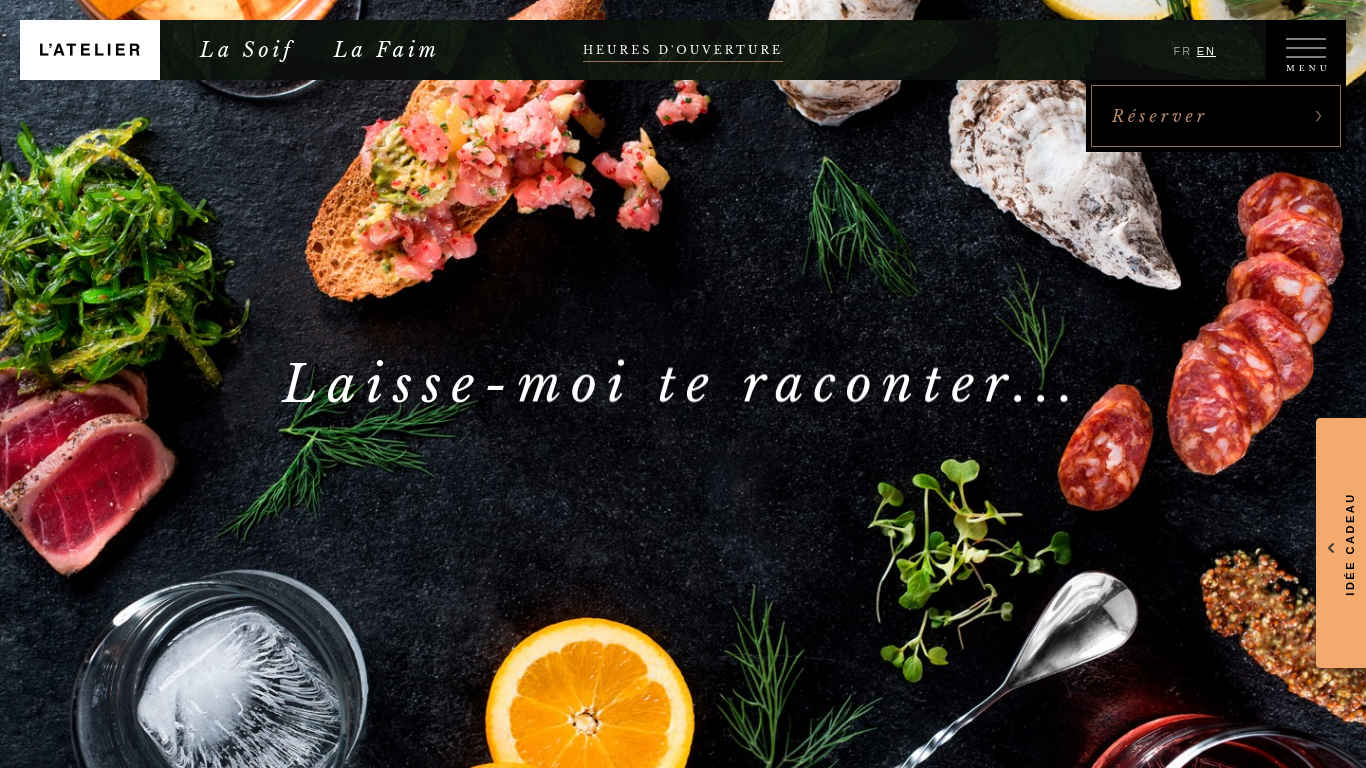 L'ATELIER
La Soif
La Faim
HEURES D'OUVERTURE
FR EN
MENU
Réserver
Laisse-moi te raconter...
IDÉE CADEAU